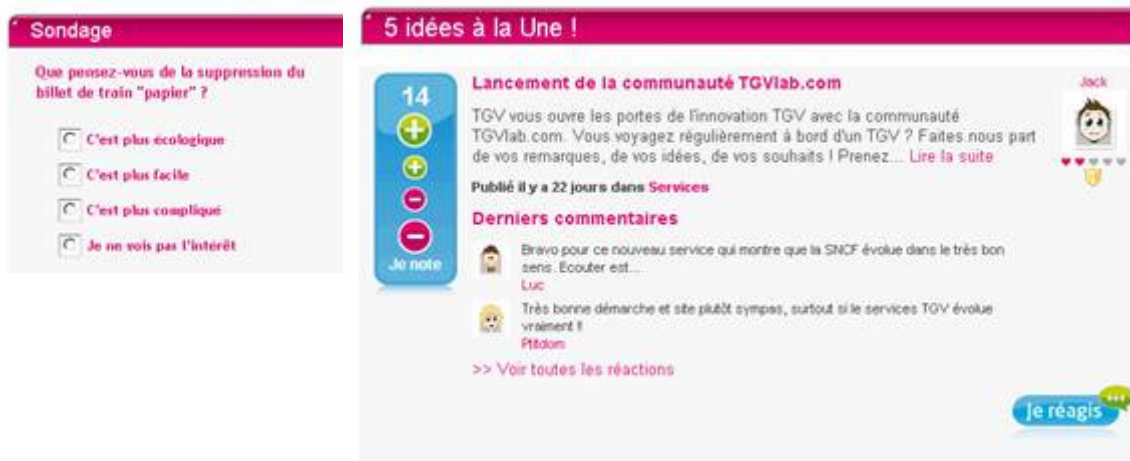 Sondage
Que pensez-vous de la suppression du
billet de train "papier" ?
C'est plus écologique
C'est plus facile
C'est plus compliqué
Je ne vois pas l'intérêt
5 idées à la Une !
14
Je note
Lancement de la communauté TGVlab.com
TGV vous ouvre les portes de l'innovation TGV avec la communauté
TGVlab.com. Vous voyagez régulièrement à bord d'un TGV ? Faites nous part
de vos remarques, de vos idées, de vos souhaits ! Prenez... Lire la suite
Publié il y a 22 jours dans Services
Jack
Derniers commentaires
Bravo pour ce nouveau service qui montre que la SNCF évolue dans le très bon
sens. Ecouter est...
Luc
Très bonne démarche et site plutôt sympas, surtout si le services TGV évolue
vraiment !!
Ptitdom
>> Voir toutes les réactions
Je réagis